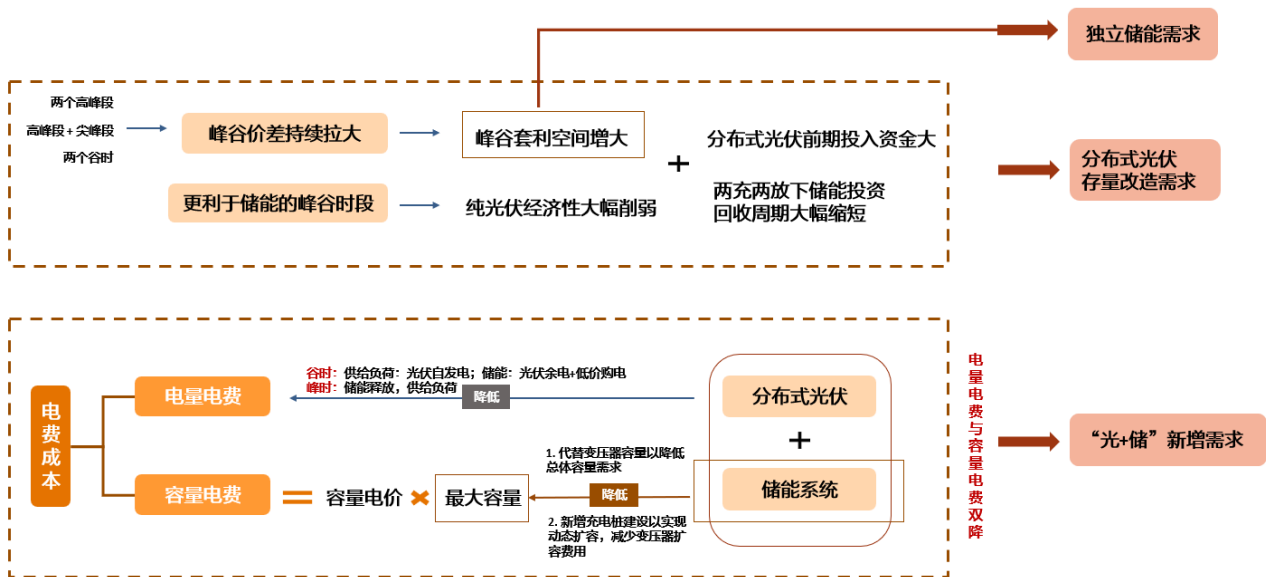 独立储能需求
两个高峰段
高峰段+尖峰段
两个谷时
峰谷价差持续拉大
峰谷套利空间增大
+
分布式光伏前期投入资金大
分布式光伏
存量改造需求
更利于储能的峰谷时段
纯光伏经济性大幅削弱
两充两放下储能投资
回收周期大幅缩短
电费成本
电量电费
谷时：供给负荷：光伏自发电；储能：光伏余电+低价购电
峰时：储能释放，供给负荷
降低
分布式光伏
+
储能系统
容量电费
=
容量电价
×
最大容量
1. 代替变压器容量以降低
总体容量需求
降低
2. 新增充电桩建设以实现
动态扩容，减少变压器扩
容费用
电量电费与容量电费双降
“光+储”新增需求